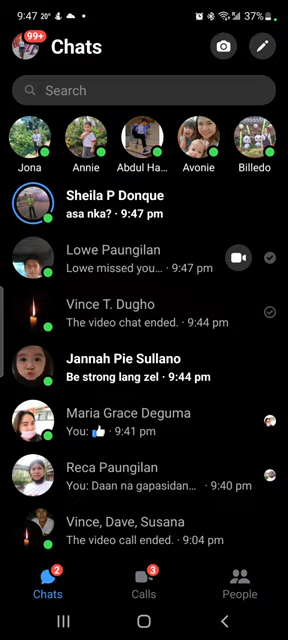 9:47 20° 37%
99+
Chats
Search
Jona Annie Abdul Ha... Avonie Billedo
Sheila P Donque
asa nka? · 9:47 pm
Lowe Paungilan
Lowe missed you... · 9:47 pm
Vince T. Dugho
The video chat ended. · 9:44 pm
Jannah Pie Sullano
Be strong lang zel · 9:44 pm
Maria Grace Deguma
You: 👍 · 9:41 pm
Reca Paungilan
You: Daan na gapasidan... · 9:40 pm
Vince, Dave, Susana
The video call ended. · 9:04 pm
2 3
Chats Calls People